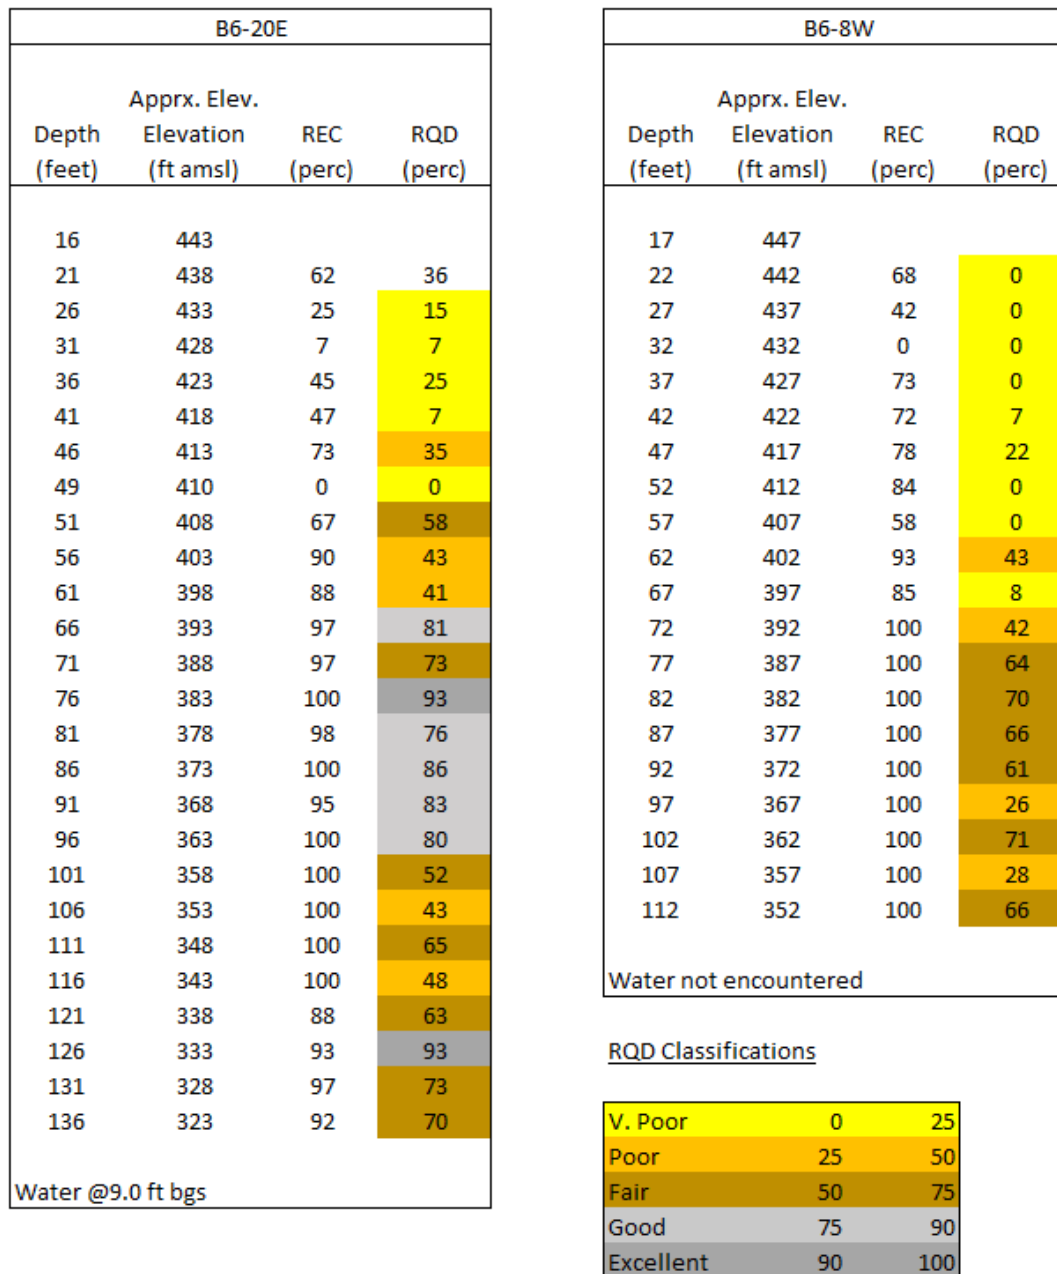 B6-20E
Apprx. Elev.
Depth Elevation REC RQD
(feet) (ft amsl) (perc) (perc)
16 443
21 438 62 36
26 433 25 15
31 428 7 7
36 423 45 25
41 418 47 7
46 413 73 35
49 410 0 0
51 408 67 58
56 403 90 43
61 398 88 41
66 393 97 81
71 388 97 73
76 383 100 93
81 378 98 76
86 373 100 86
91 368 95 83
96 363 100 80
101 358 100 52
106 353 100 43
111 348 100 65
116 343 100 48
121 338 88 63
126 333 93 93
131 328 97 73
136 323 92 70
Water @9.0 ft bgs
B6-8W
Apprx. Elev.
Depth Elevation REC RQD
(feet) (ft amsl) (perc) (perc)
17 447
22 442 68 0
27 437 42 0
32 432 0 0
37 427 73 0
42 422 72 7
47 417 78 22
52 412 84 0
57 407 58 0
62 402 93 43
67 397 85 8
72 392 100 42
77 387 100 64
82 382 100 70
87 377 100 66
92 372 100 61
97 367 100 26
102 362 100 71
107 357 100 28
112 352 100 66
Water not encountered
RQD Classifications
V. Poor 0 25
Poor 25 50
Fair 50 75
Good 75 90
Excellent 90 100